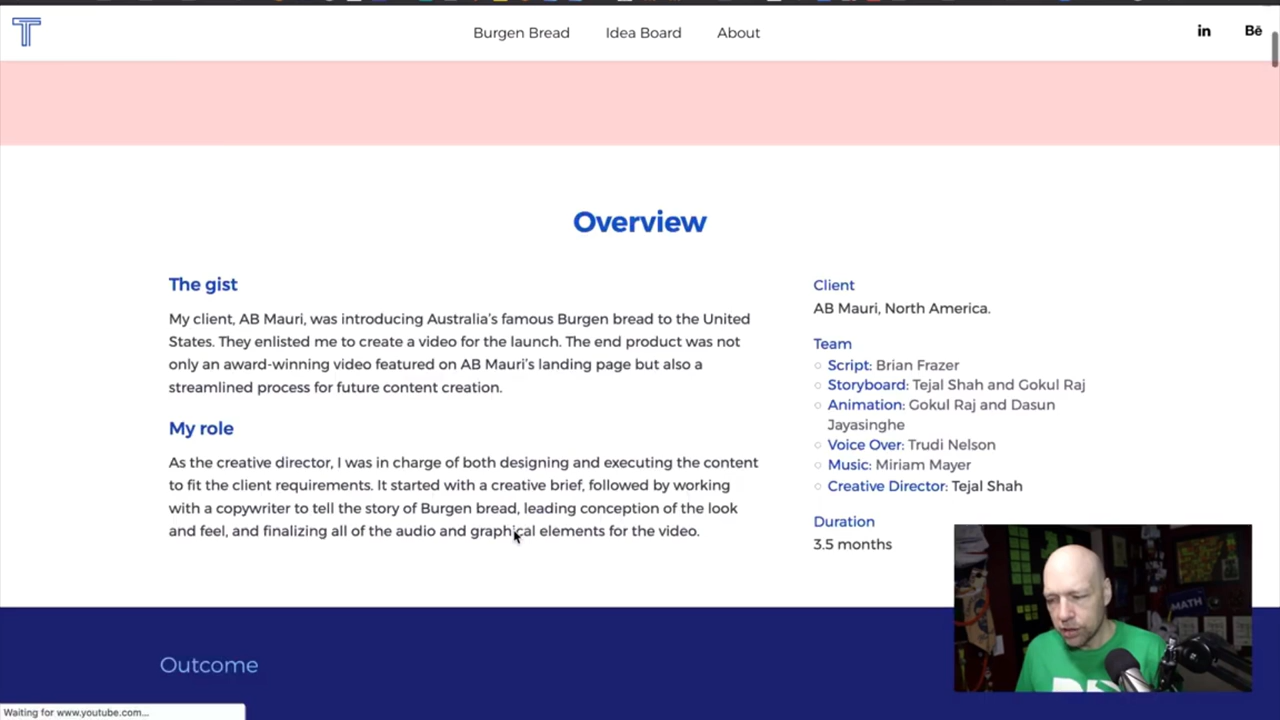 T
Burgen Bread Idea Board About
in Bē
Overview
The gist
My client, AB Mauri, was introducing Australia's famous Burgen bread to the United
States. They enlisted me to create a video for the launch. The end product was not
only an award-winning video featured on AB Mauri's landing page but also a
streamlined process for future content creation.
My role
As the creative director, I was in charge of both designing and executing the content
to fit the client requirements. It started with a creative brief, followed by working
with a copywriter to tell the story of Burgen bread, leading conception of the look
and feel, and finalizing all of the audio and graphical elements for the video.
Client
AB Mauri, North America.
Team
Script: Brian Frazer
Storyboard: Tejal Shah and Gokul Raj
Animation: Gokul Raj and Dasun
Jayasinghe
Voice Over: Trudi Nelson
Music: Miriam Mayer
Creative Director: Tejal Shah
Duration
3.5 months
MATH
Outcome
Waiting for www.youtube.com...